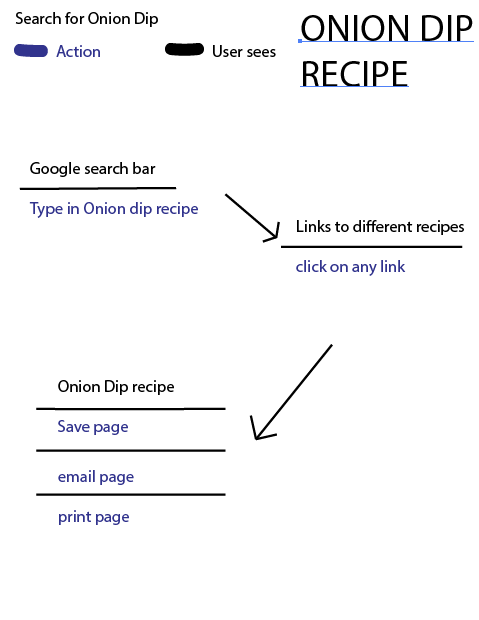 Search for Onion Dip
Action
User sees
ONION DIP
RECIPE
Google search bar
Type in Onion dip recipe
Links to different recipes
click on any link
Onion Dip recipe
Save page
email page
print page